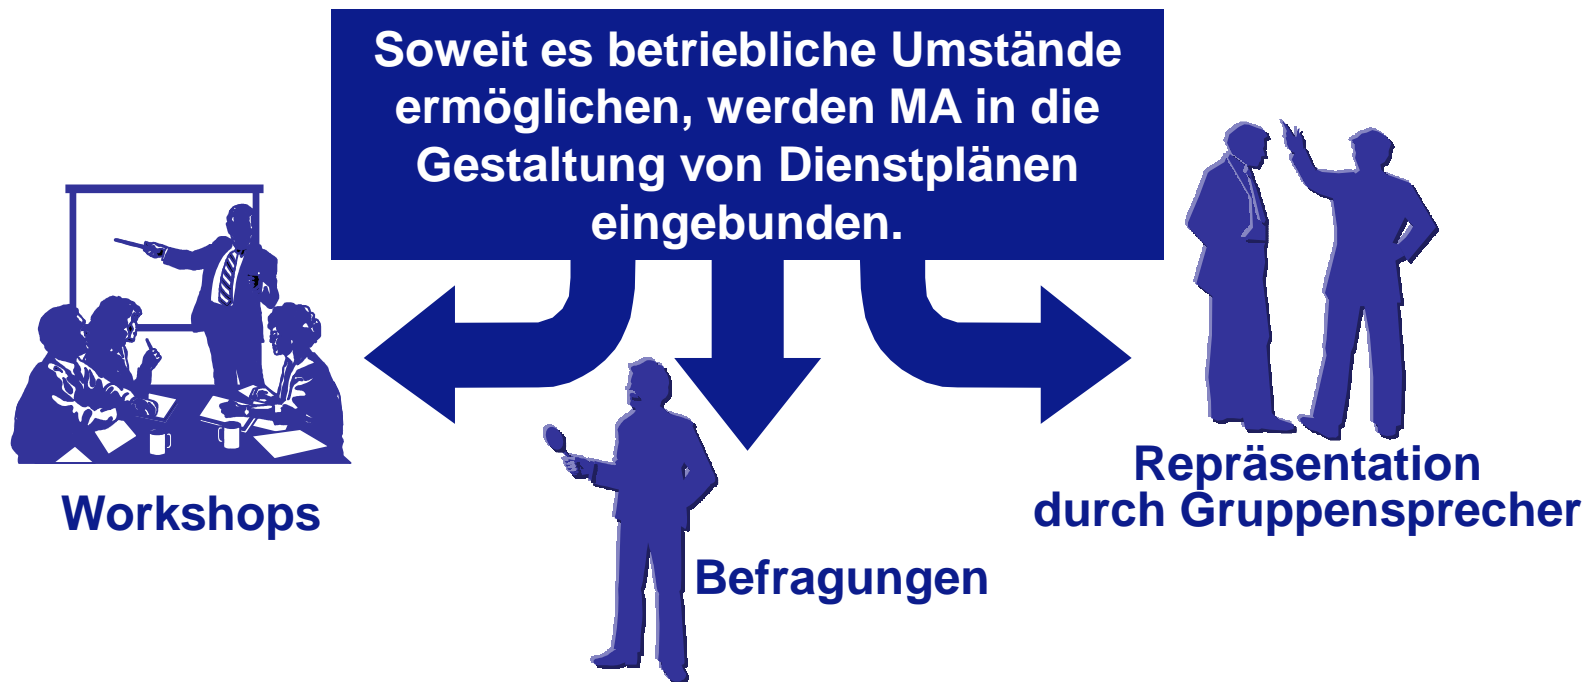 Soweit es betriebliche Umstände
ermöglichen, werden MA in die
Gestaltung von Dienstplänen
eingebunden.
Workshops
Befragungen
Repräsentation
durch Gruppensprecher